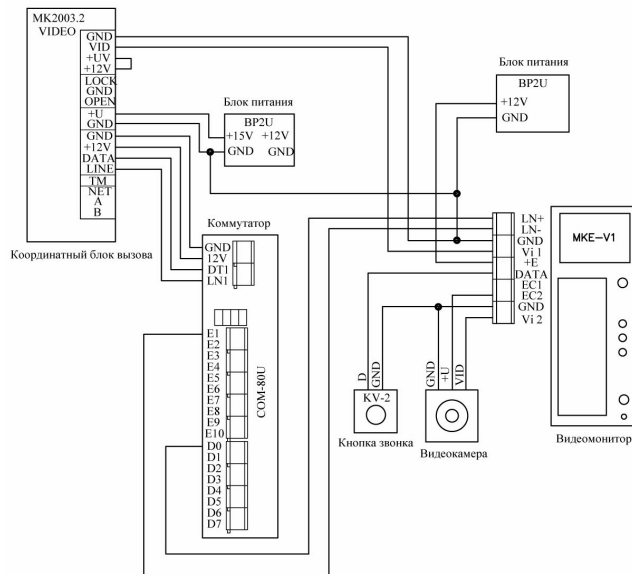 MK2003.2
VIDEO
GND
VID
+UV
+12V
LOCK
GND
OPEN
+U
GND
GND
+12V
DATA
LINE
TM
NET
A
B
Координатный блок вызова
Блок питания
BP2U
+15V +12V
GND GND
Блок питания
BP2U
+12V
GND
Коммутатор
GND
12V
DT1
LN1
E1
E2
E3
E4
E5
E6
E7
E8
E9
E10
D0
D1
D2
D3
D4
D5
D6
D7
COM-80U
LN+
LN-
GND
Vi 1
+E
DATA
EC1
EC2
GND
Vi 2
MKE-V1
Видеомонитор
D
GND
KV-2
Кнопка звонка
GND
+U
VID
Видеокамера